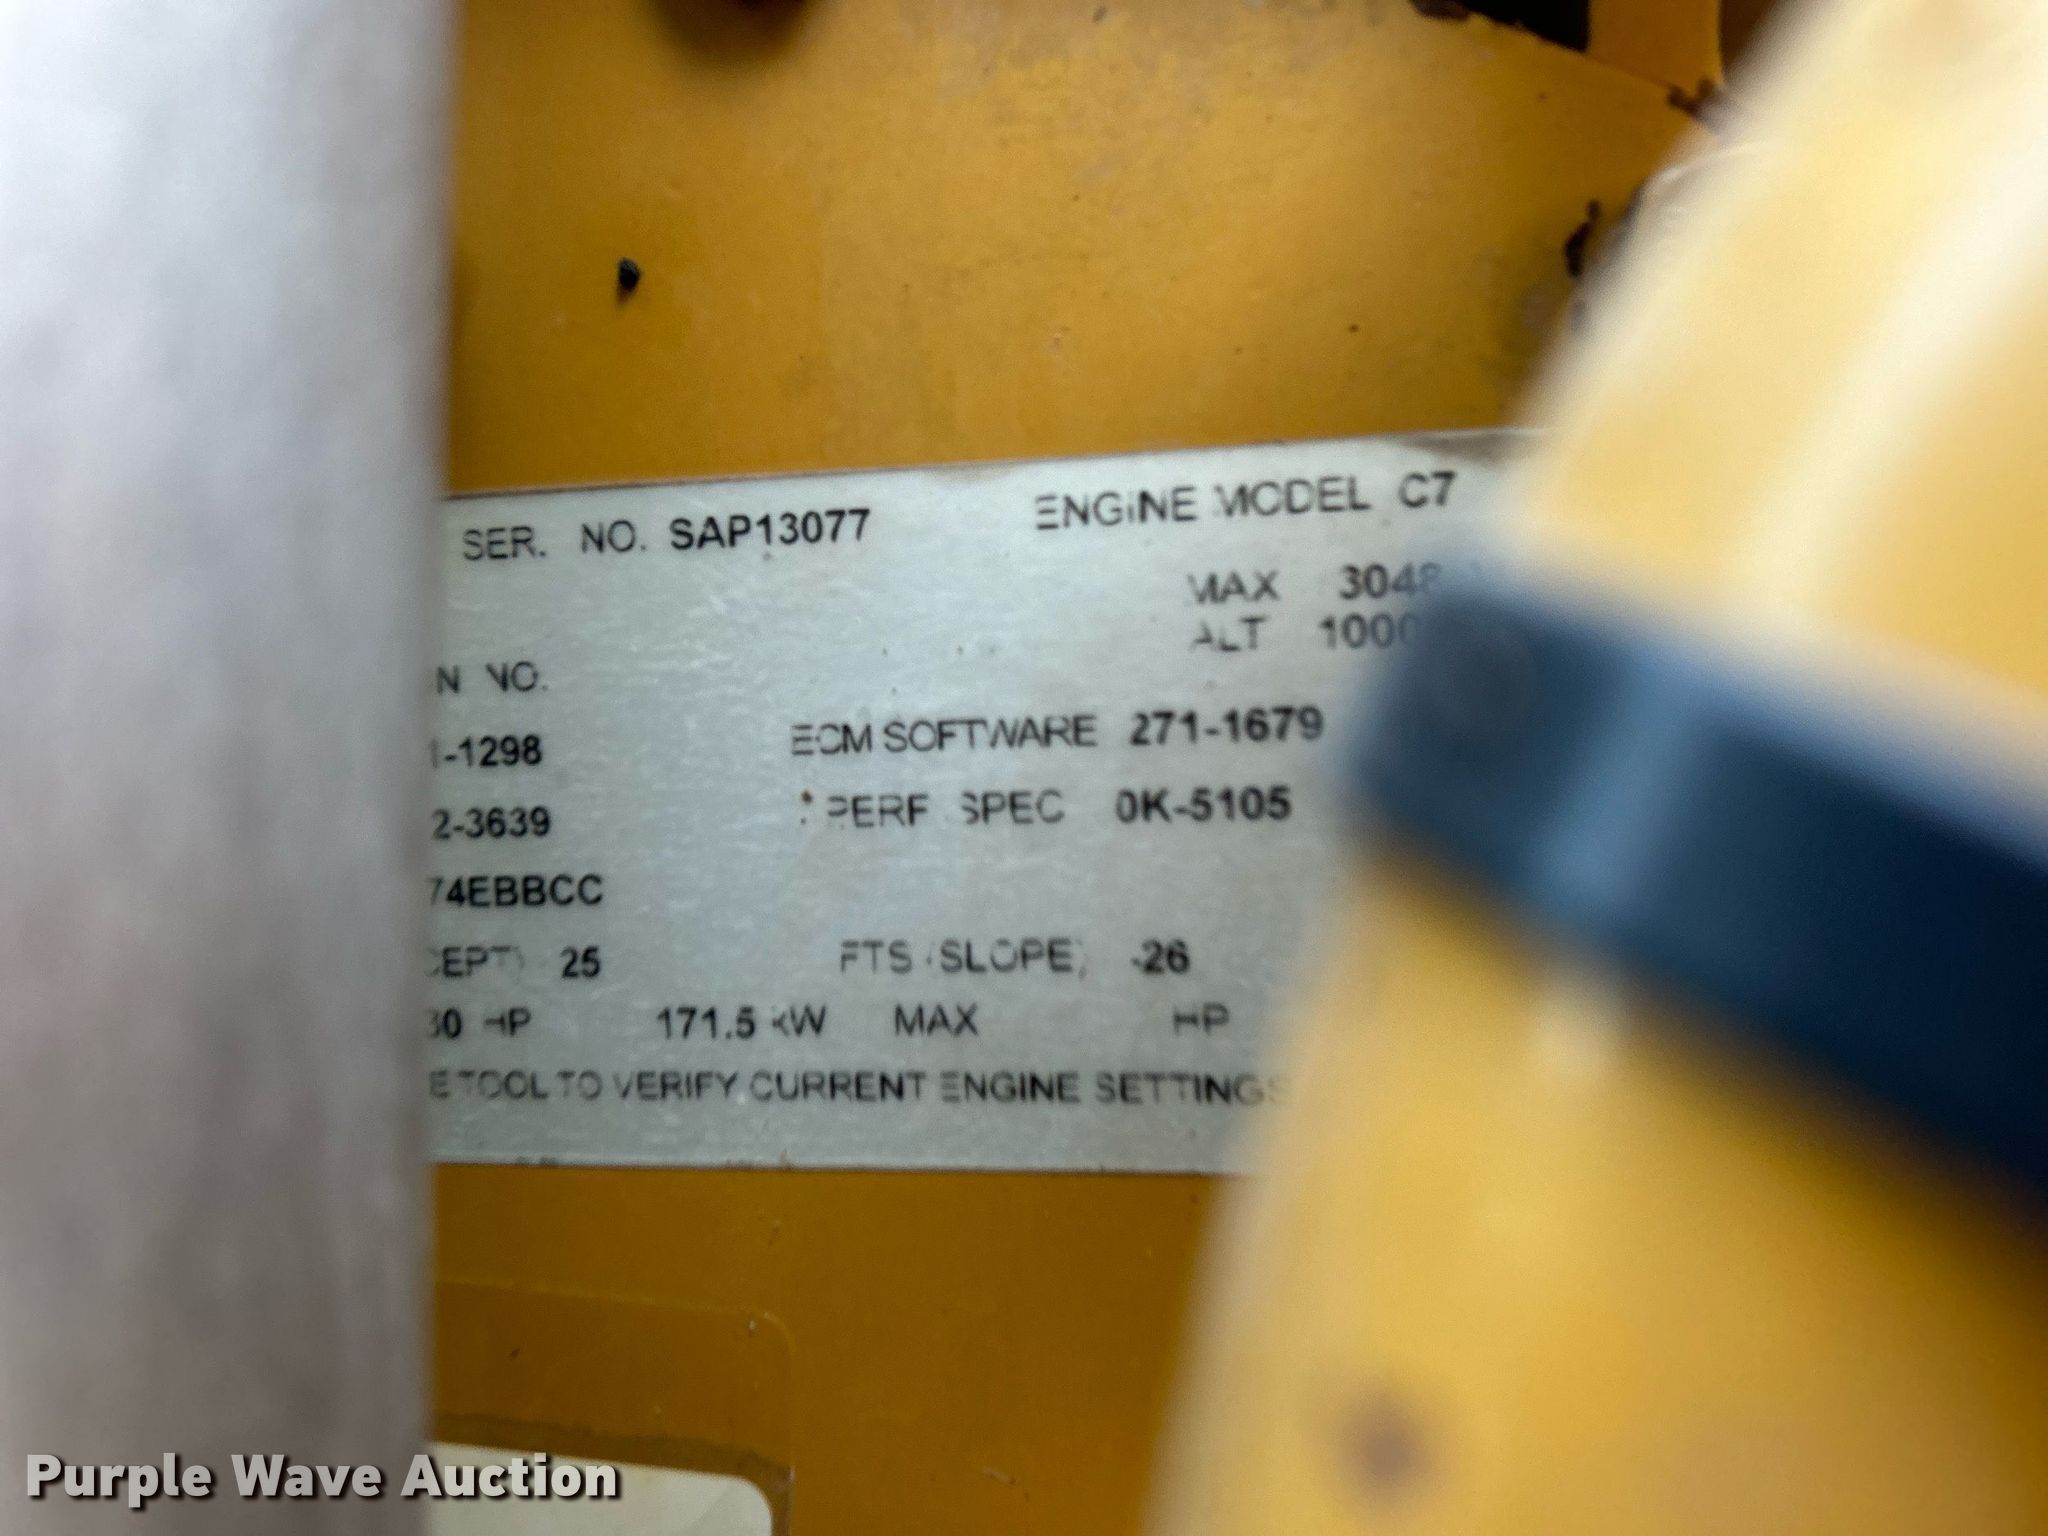 SER. NO. SAP13077 ENGINE MODEL C7
MAX 3048
ALT 1000
N NO.
1-1298 ECM SOFTWARE 271-1679
2-3639 PERF SPEC 0K-5105
74EBBCC
CEPT) 25 FTS (SLOPE) -26
30 HP 171.5 kW MAX HP
E TOOL TO VERIFY CURRENT ENGINE SETTINGS
Purple Wave Auction